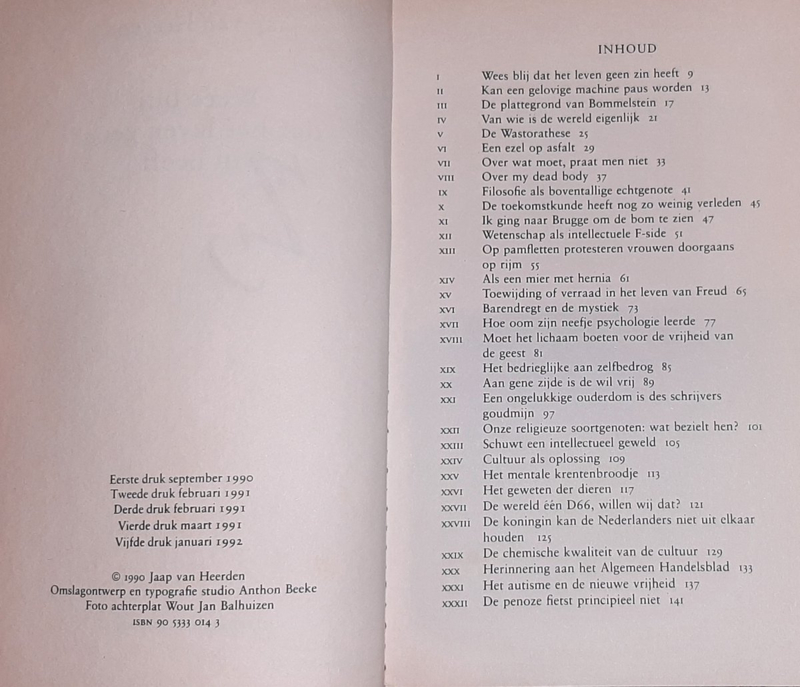 Eerste druk september 1990
Tweede druk februari 1991
Derde druk februari 1991
Vierde druk maart 1991
Vijfde druk januari 1992
© 1990 Jaap van Heerden
Omslagontwerp en typografie studio Anthon Beeke
Foto achterplat Wout Jan Balhuizen
ISBN 90 5333 014 3
INHOUD
I Wees blij dat het leven geen zin heeft 9
II Kan een gelovige machine paus worden 13
III De plattegrond van Bommelstein 17
IV Van wie is de wereld eigenlijk 21
V De Wastorathese 25
VI Een ezel op asfalt 29
VII Over wat moet, praat men niet 33
VIII Over my dead body 37
IX Filosofie als boventallige echtgenote 41
X De toekomstkunde heeft nog zo weinig verleden 45
XI Ik ging naar Brugge om de bom te zien 47
XII Wetenschap als intellectuele F-side 51
XIII Op pamfletten protesteren vrouwen doorgaans
op rijm 55
XIV Als een mier met hernia 61
XV Toewijding of verraad in het leven van Freud 65
XVI Barendregt en de mystiek 73
XVII Hoe oom zijn neefje psychologie leerde 77
XVIII Moet het lichaam boeten voor de vrijheid van
de geest 81
XIX Het bedrieglijke aan zelfbedrog 85
XX Aan gene zijde is de wil vrij 89
XXI Een ongelukkige ouderdom is des schrijvers
goudmijn 97
XXII Onze religieuze soortgenoten: wat bezielt hen? 101
XXIII Schuwt een intellectueel geweld 105
XXIV Cultuur als oplossing 109
XXV Het mentale krentenbroodje 113
XXVI Het geweten der dieren 117
XXVII De wereld één D66, willen wij dat? 121
XXVIII De koningin kan de Nederlanders niet uit elkaar
houden 125
XXIX De chemische kwaliteit van de cultuur 129
XXX Herinnering aan het Algemeen Handelsblad 133
XXXI Het autisme en de nieuwe vrijheid 137
XXXII De penoze fietst principieel niet 141